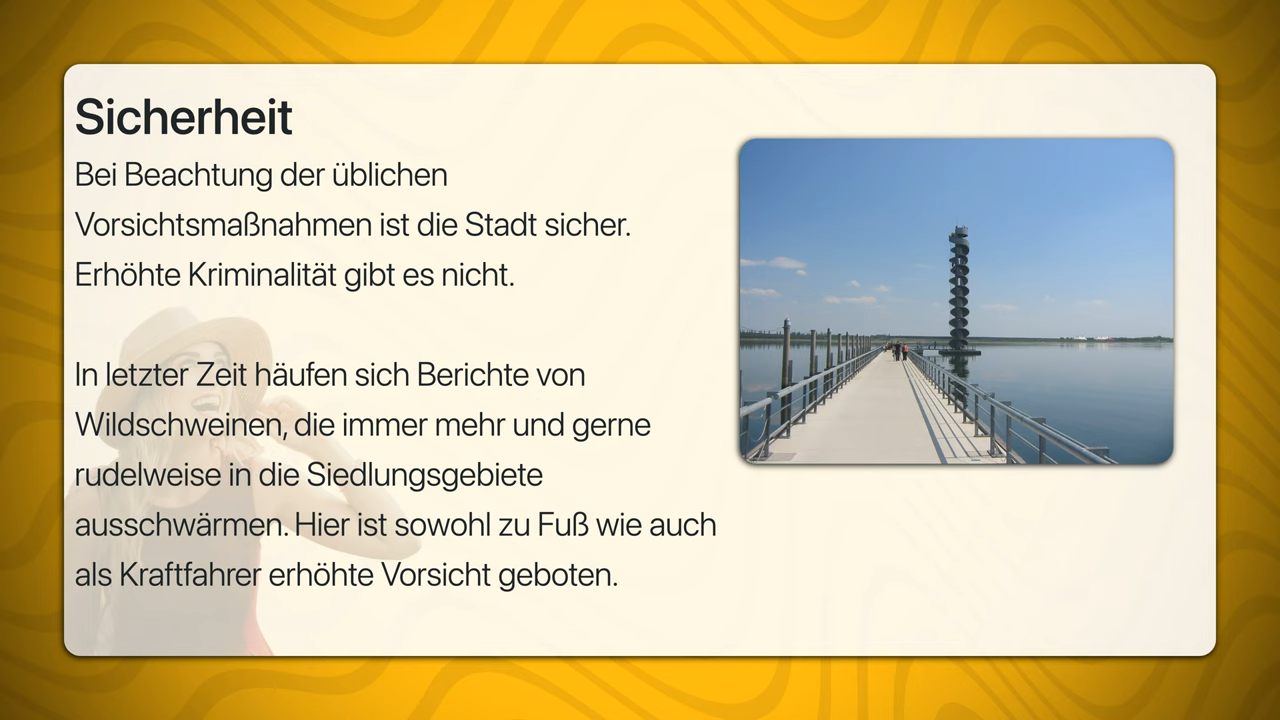 Sicherheit
Bei Beachtung der üblichen
Vorsichtsmaßnahmen ist die Stadt sicher.
Erhöhte Kriminalität gibt es nicht.
In letzter Zeit häufen sich Berichte von
Wildschweinen, die immer mehr und gerne
rudelweise in die Siedlungsgebiete
ausschwärmen. Hier ist sowohl zu Fuß wie auch
als Kraftfahrer erhöhte Vorsicht geboten.